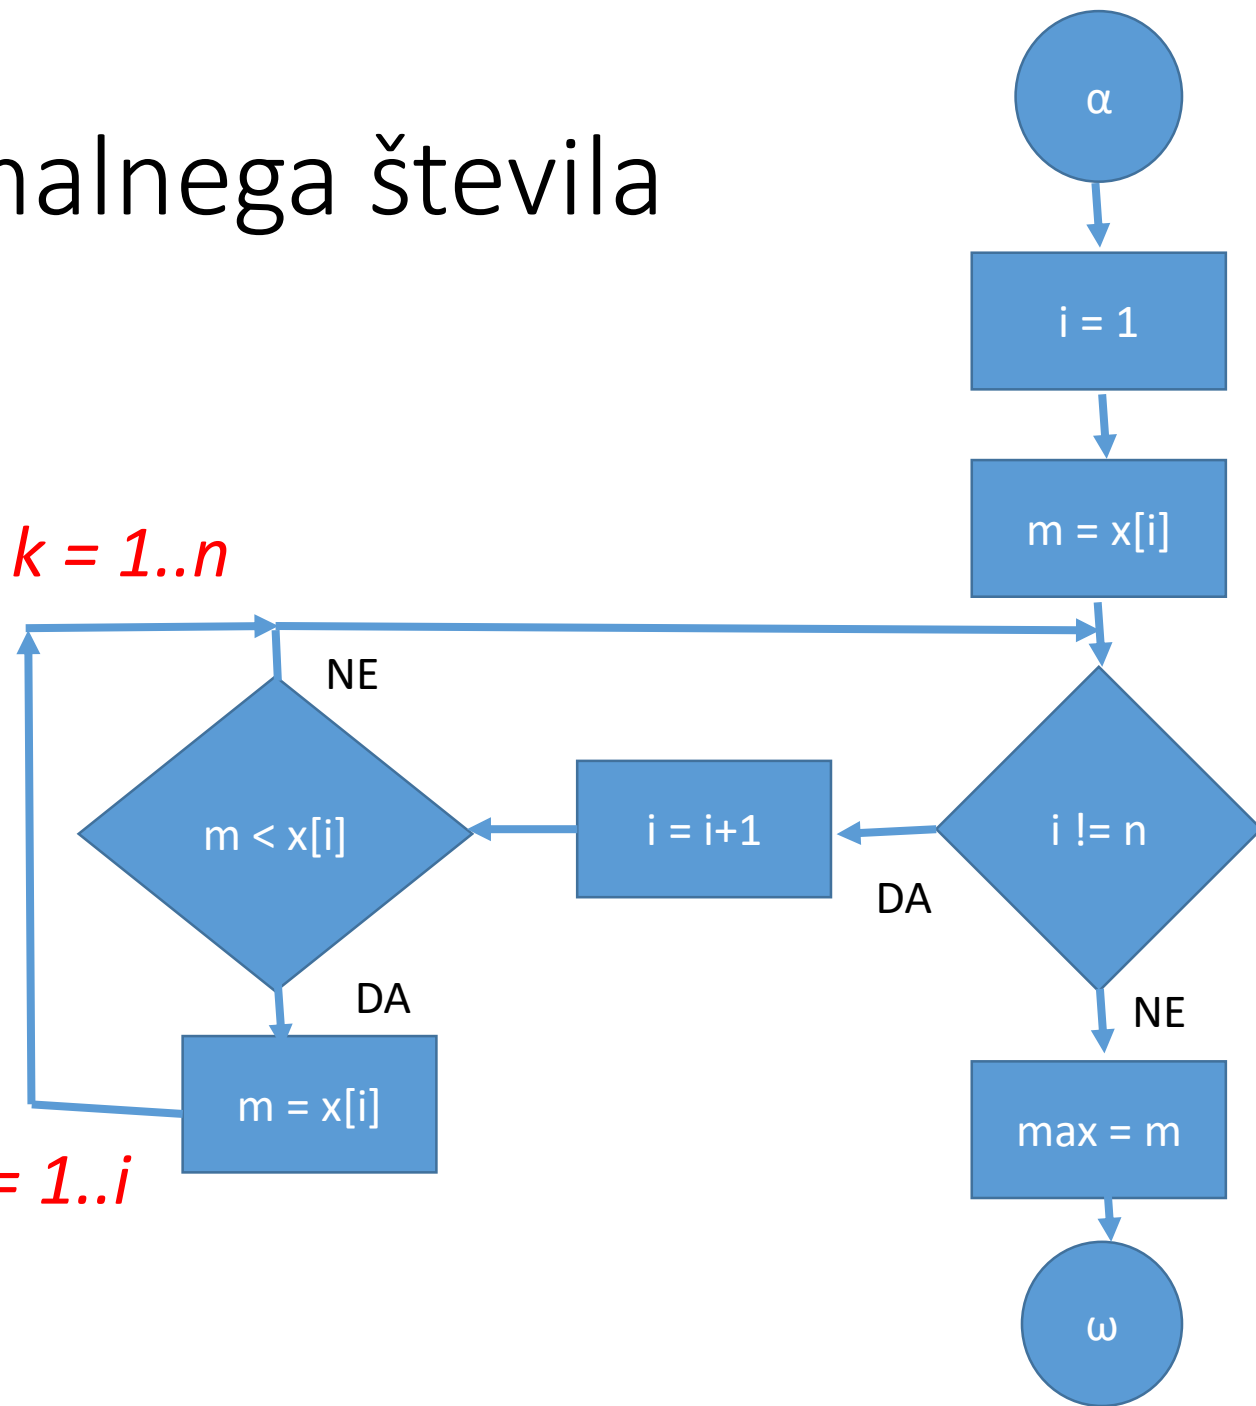 α
nalnega števila
i = 1
m = x[i]
k = 1..n
NE
m < x[i]
i = i+1
i != n
DA
DA
NE
m = x[i]
max = m
= 1..i
ω